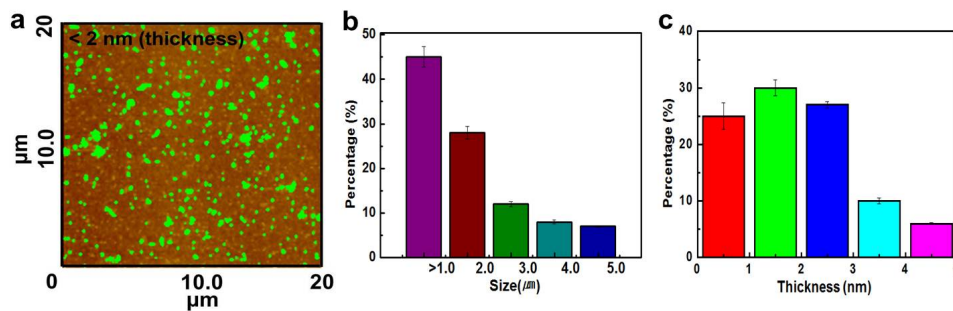 a
20
10.0
0
µm
< 2 nm (thickness)
0
10.0
20
µm
b
50
40
30
20
10
0
Percentage (%)
>1.0 2.0 3.0 4.0 5.0
Size(㎛)
c
40
30
20
10
0
Percentage (%)
0 1 2 3 4
Thickness (nm)